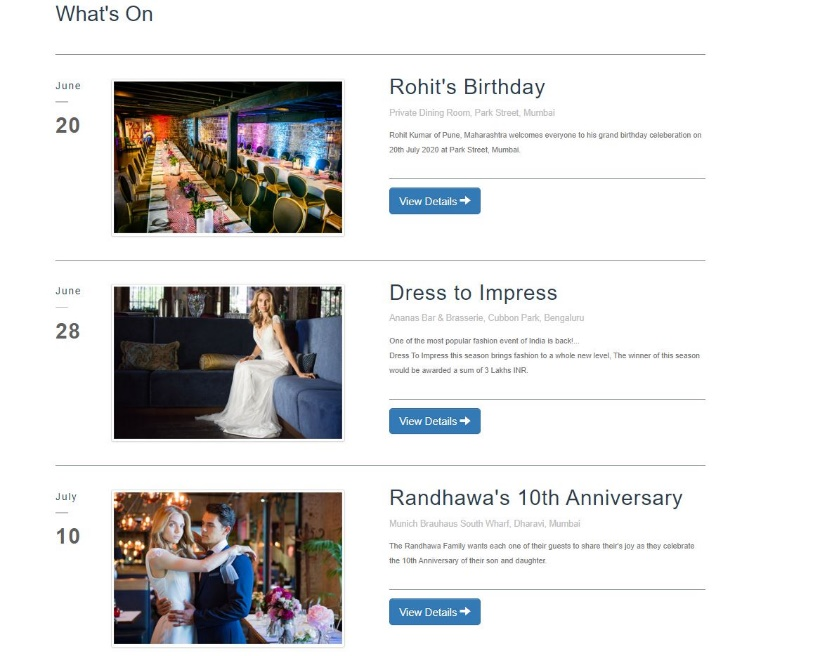 What's On
June
20
Rohit's Birthday
Private Dining Room, Park Street, Mumbai
Rohit Kumar of Pune, Maharashtra welcomes everyone to his grand birthday celeberation on
20th July 2020 at Park Street, Mumbai.
View Details
June
28
Dress to Impress
Ananas Bar & Brasserie, Cubbon Park, Bengaluru
One of the most popular fashion event of India is back!...
Dress To Impress this season brings fashion to a whole new level, The winner of this season
would be awarded a sum of 3 Lakhs INR.
View Details
July
10
Randhawa's 10th Anniversary
Munich Brauhaus South Wharf, Dharavi, Mumbai
The Randhawa Family wants each one of their guests to share their's joy as they celebrate
the 10th Anniversary of their son and daughter.
View Details